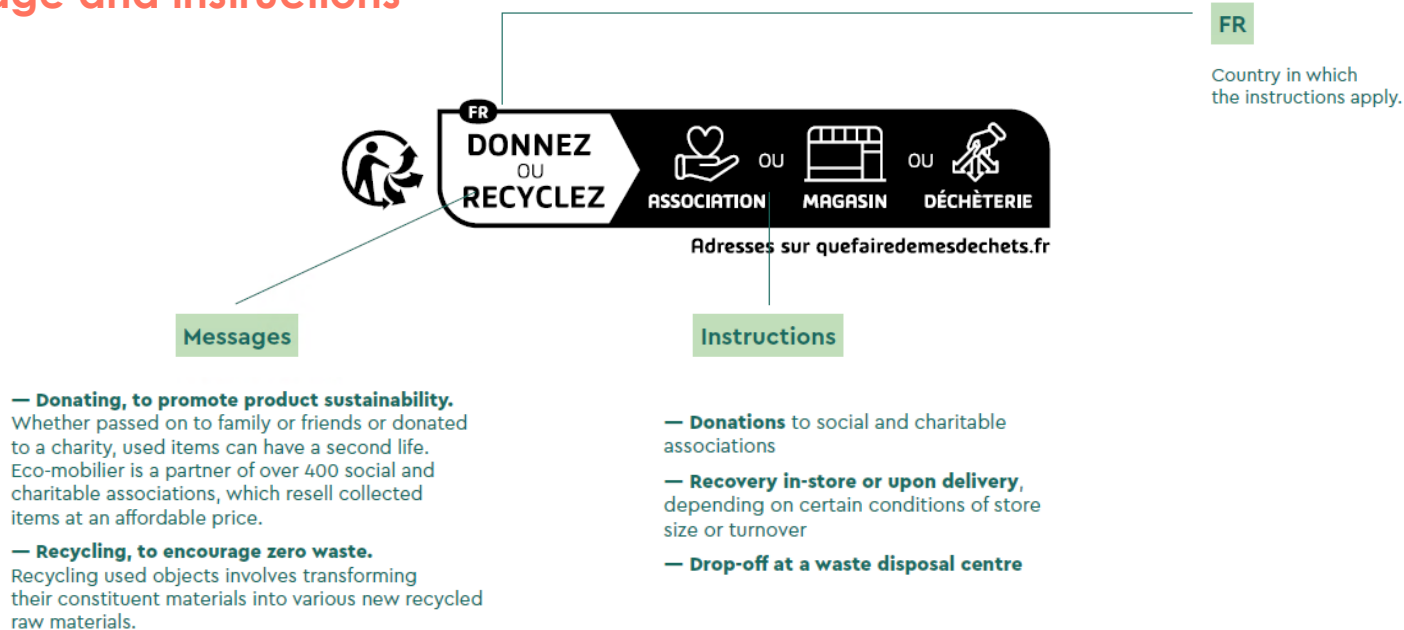 age and instructions
FR
Country in which
the instructions apply.
FR
DONNEZ
OU
RECYCLEZ
OU
OU
ASSOCIATION
MAGASIN
DÉCHÈTERIE
Adresses sur quefairedemesdechets.fr
Messages
— Donating, to promote product sustainability.
Whether passed on to family or friends or donated
to a charity, used items can have a second life.
Eco-mobilier is a partner of over 400 social and
charitable associations, which resell collected
items at an affordable price.
— Recycling, to encourage zero waste.
Recycling used objects involves transforming
their constituent materials into various new recycled
raw materials.
Instructions
— Donations to social and charitable
associations
— Recovery in-store or upon delivery,
depending on certain conditions of store
size or turnover
— Drop-off at a waste disposal centre